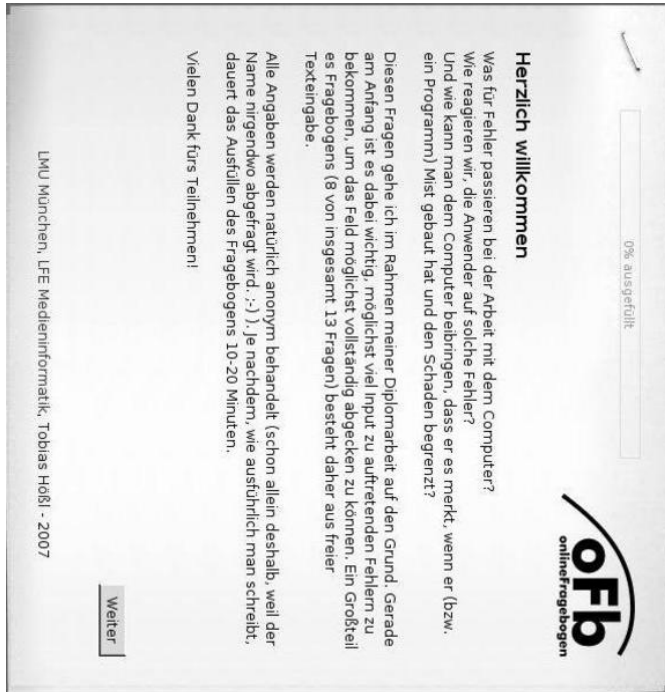 0% ausgefüllt
oFb
onlineFragebogen
Herzlich willkommen
Was für Fehler passieren bei der Arbeit mit dem Computer?
Wie reagieren wir, die Anwender auf solche Fehler?
Und wie kann man dem Computer beibringen, dass er es merkt, wenn er (bzw.
ein Programm) Mist gebaut hat und den Schaden begrenzt?
Diesen Fragen gehe ich im Rahmen meiner Diplomarbeit auf den Grund. Gerade
am Anfang ist es dabei wichtig, möglichst viel Input zu auftretenden Fehlern zu
bekommen, um das Feld möglichst vollständig abgecken zu können. Ein Großteil
es Fragebogens (8 von insgesamt 13 Fragen) besteht daher aus freier
Texteingabe.
Alle Angaben werden natürlich anonym behandelt (schon allein deshalb, weil der
Name nirgendwo abgefragt wird. ;-) ). Je nachdem, wie ausführlich man schreibt,
dauert das Ausfüllen des Fragebogens 10-20 Minuten.
Vielen Dank fürs Teilnehmen!
Weiter
LMU München, LFE Medieninformatik, Tobias Hößl - 2007